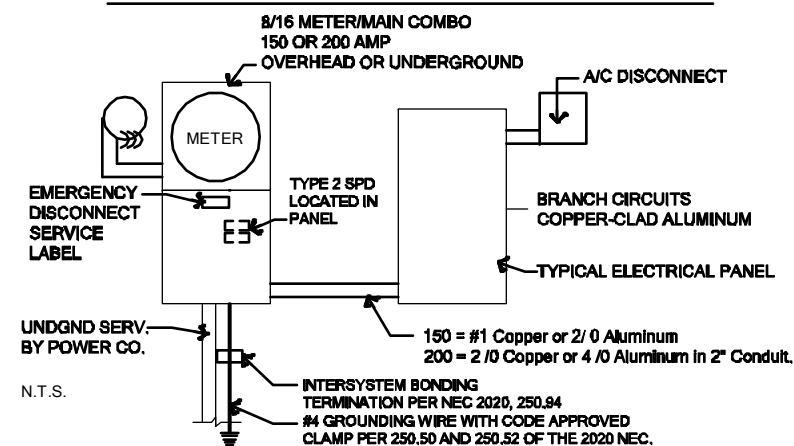 8/16 METER/MAIN COMBO
150 OR 200 AMP
OVERHEAD OR UNDERGROUND
A/C DISCONNECT
METER
EMERGENCY
DISCONNECT
SERVICE
LABEL
TYPE 2 SPD
LOCATED IN
PANEL
BRANCH CIRCUITS
COPPER-CLAD ALUMINUM
TYPICAL ELECTRICAL PANEL
UNDGND SERV.
BY POWER CO.
150 = #1 Copper or 2/ 0 Aluminum
200 = 2 /0 Copper or 4 /0 Aluminum in 2" Conduit.
N.T.S.
INTERSYSTEM BONDING
TERMINATION PER NEC 2020, 250.94
#4 GROUNDING WIRE WITH CODE APPROVED
CLAMP PER 250.50 AND 250.52 OF THE 2020 NEC.